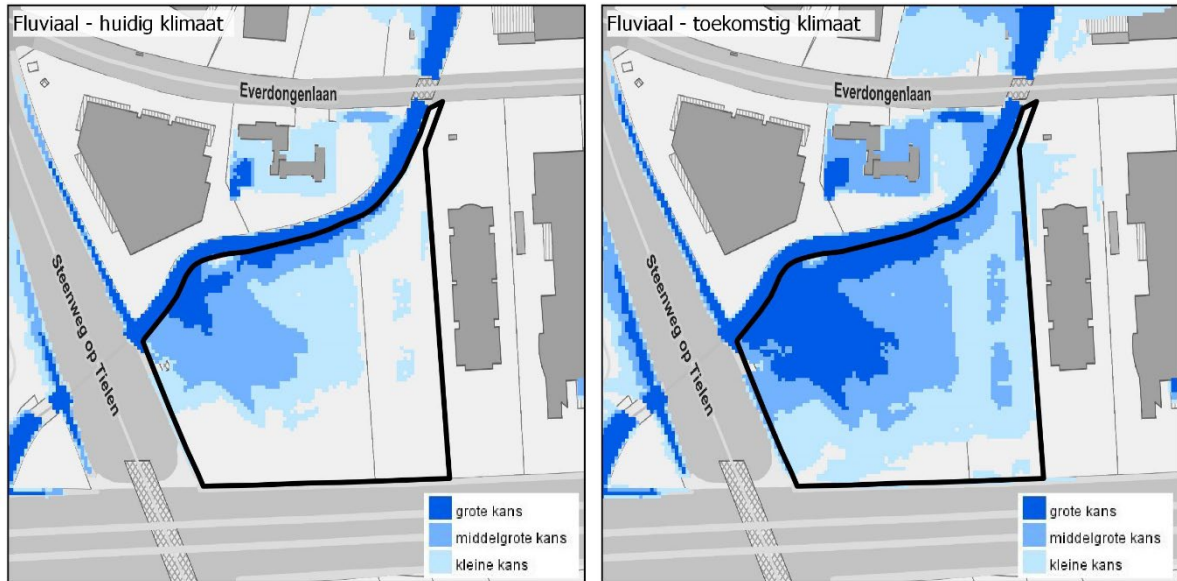 Fluviaal - huidig klimaat
Everdongenlaan
Steenweg op Tielen
grote kans
middelgrote kans
kleine kans
Fluviaal - toekomstig klimaat
Everdongenlaan
Steenweg op Tielen
grote kans
middelgrote kans
kleine kans